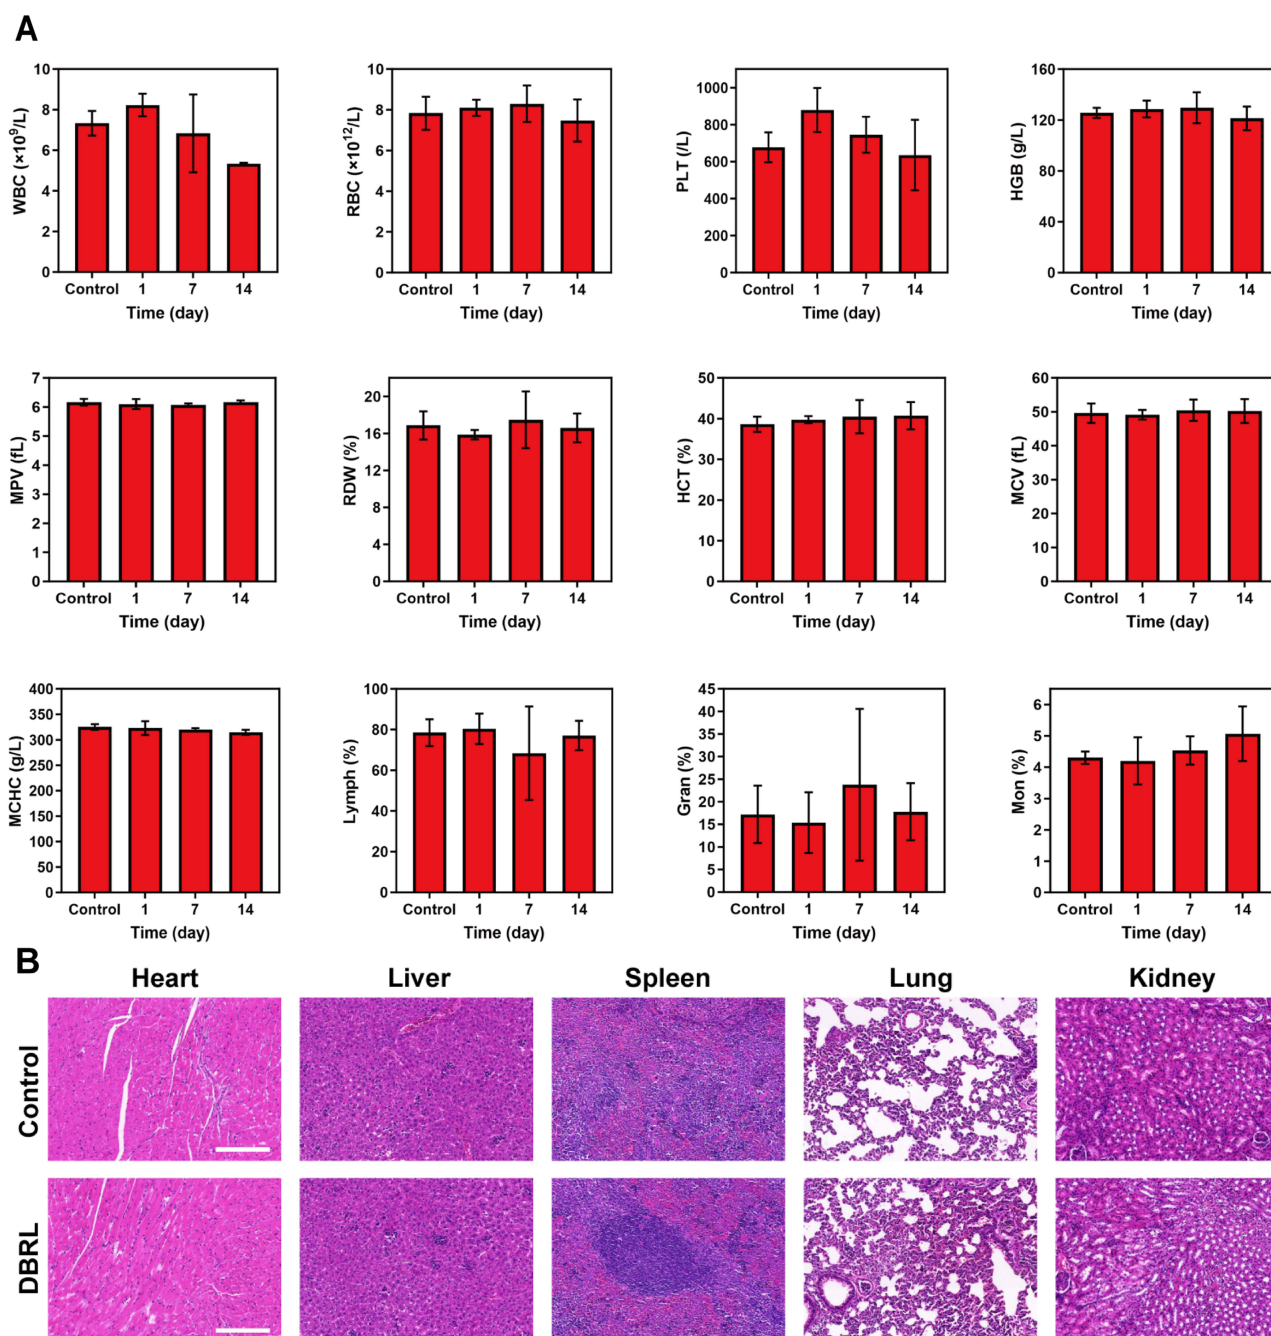 A
WBC (×10⁹/L)
10
8
6
4
2
0
Control 1 7 14
Time (day)
RBC (×10¹²/L)
10
8
6
4
2
0
Control 1 7 14
Time (day)
PLT (/L)
1000
800
600
400
200
0
Control 1 7 14
Time (day)
HGB (g/L)
160
120
80
40
0
Control 1 7 14
Time (day)
MPV (fL)
7
6
5
4
3
2
1
0
Control 1 7 14
Time (day)
RDW (%)
20
16
12
8
4
0
Control 1 7 14
Time (day)
HCT (%)
50
40
30
20
10
0
Control 1 7 14
Time (day)
MCV (fL)
60
50
40
30
20
10
0
Control 1 7 14
Time (day)
MCHC (g/L)
400
350
300
250
200
150
100
50
0
Control 1 7 14
Time (day)
Lymph (%)
100
80
60
40
20
0
Control 1 7 14
Time (day)
Gran (%)
45
40
35
30
25
20
15
10
5
0
Control 1 7 14
Time (day)
Mon (%)
6
5
4
3
2
1
0
Control 1 7 14
Time (day)
B
Heart Liver Spleen Lung Kidney
Control
DBRL